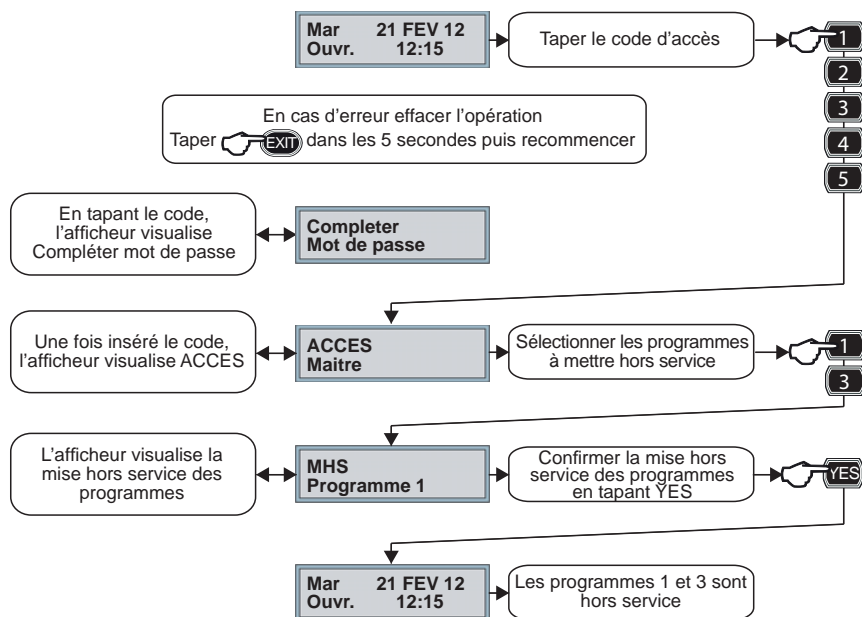 Mar 21 FEV 12
Ouvr. 12:15
Taper le code d'accès
1
2
3
4
5
En cas d'erreur effacer l'opération
Taper EXIT dans les 5 secondes puis recommencer
En tapant le code,
l'afficheur visualise
Compléter mot de passe
Completer
Mot de passe
Une fois inséré le code,
l'afficheur visualise ACCES
ACCES
Maitre
Sélectionner les programmes
à mettre hors service
1
3
L'afficheur visualise la
mise hors service des
programmes
MHS
Programme 1
Confirmer la mise hors
service des programmes
en tapant YES
YES
Mar 21 FEV 12
Ouvr. 12:15
Les programmes 1 et 3 sont
hors service